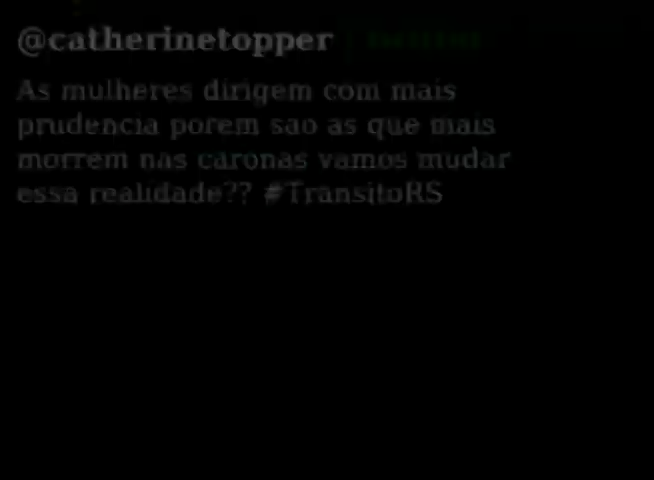 @catherinetopper
As mulheres dirigem com mais
prudencia porem sao as que mais
morrem nas caronas vamos mudar
essa realidade?? #TransitoRS